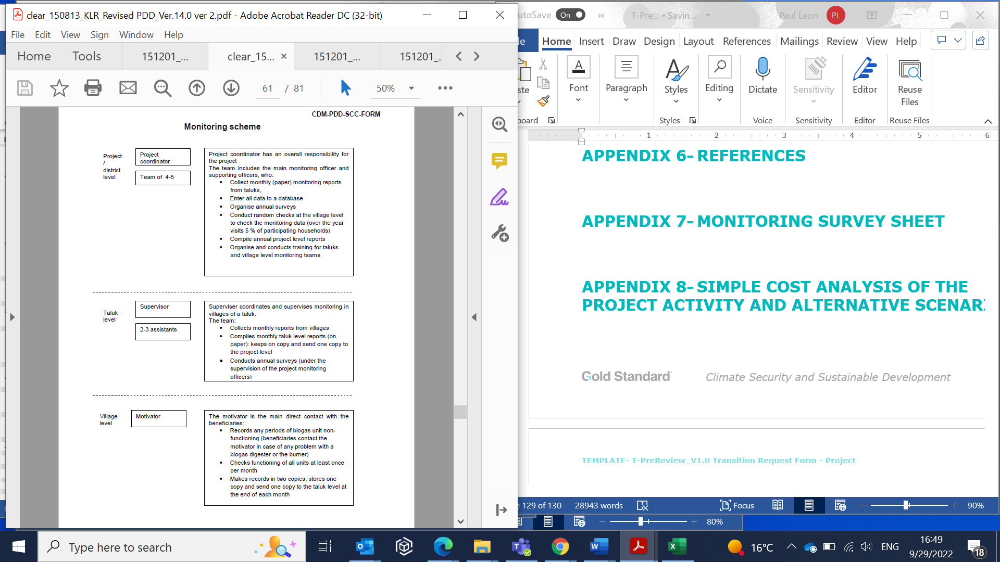 clear_150813_KLR_Revised PDD_Ver.14.0 ver 2.pdf - Adobe Acrobat Reader DC (32-bit)
File Edit View Sign Window Help
Home Tools 151201_... clear_15... 151201_... 151201_..
61 / 81 50%
CDM-PDD-SCC-FORM
Monitoring scheme
Project
/
district
level
Project
coordinator
Team of 4-5
Project coordinator has an overall responsibility for
the project
The team includes the main monitoring officer and
supporting officers, who:
• Collect monthly (paper) monitoring reports
from taluks,
• Enter all data to a database
• Organise annual surveys
• Conduct random checks at the village level
to check the monitoring data (over the year
visits 5 % of participating households)
• Compile annual project level reports
• Organise and conducts training for taluks
and village level monitoring teams
Taluk
level
Supervisor
2-3 assistants
Superviser coordinates and supervises monitoring in
villages of a taluk.
The team:
• Collects monthly reports from villages
• Compiles monthly taluk level reports (on
paper): keeps on copy and send one copy to
the project level
• Conducts annual surveys (under the
supervision of the project monitoring
officers)
Village
level
Motivator
The motivator is the main direct contact with the
beneficiaries:
• Records any periods of biogas unit non-
functioning (beneficiaries contact the
motivator in case of any problem with a
biogas digester or the burner)
• Checks functioning of all units at least once
per month
• Makes records in two copies, stores one
copy and send one copy to the taluk level at
the end of each month
utoSave On T-Pre... • Savin... Paul Leon PL
le Home Insert Draw Design Layout References Mailings Review View Help
ste Font Paragraph Styles Editing Dictate Sensitivity Editor Reuse
Files
board Styles Voice Sensitivity Editor Reuse Files
1 2 3 4 5 6
APPENDIX 6- REFERENCES
APPENDIX 7- MONITORING SURVEY SHEET
APPENDIX 8- SIMPLE COST ANALYSIS OF THE
PROJECT ACTIVITY AND ALTERNATIVE SCENAR
Gold Standard Climate Security and Sustainable Development
TEMPLATE- T-PreReview_V1.0 Transition Request Form - Project
e 129 of 130 28943 words Focus 90%
80%
Type here to search
16°C ENG 16:49
9/29/2022 18